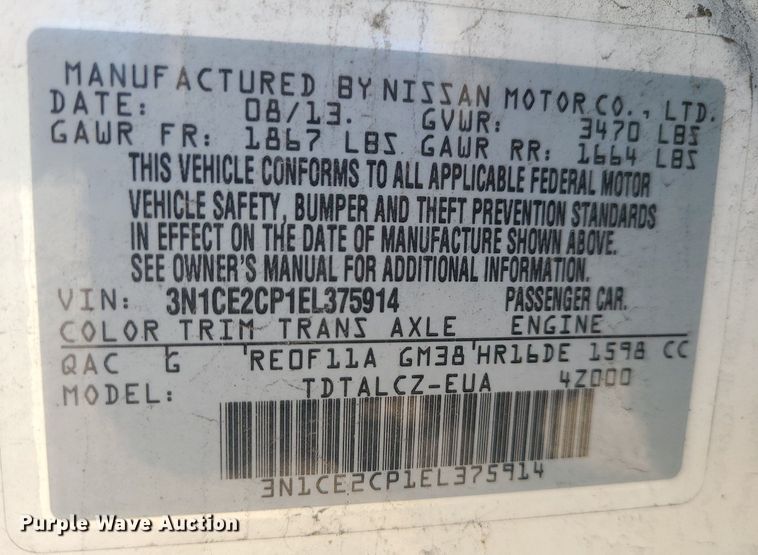 MANUFACTURED BY NISSAN MOTOR CO., LTD.
DATE: 08/13. GVWR: 3470 LBS
GAWR FR: 1867 LBS GAWR RR: 1664 LBS
THIS VEHICLE CONFORMS TO ALL APPLICABLE FEDERAL MOTOR
VEHICLE SAFETY, BUMPER AND THEFT PREVENTION STANDARDS
IN EFFECT ON THE DATE OF MANUFACTURE SHOWN ABOVE.
SEE OWNER'S MANUAL FOR ADDITIONAL INFORMATION.
VIN: 3N1CE2CP1EL375914 PASSENGER CAR.
COLOR TRIM TRANS AXLE ENGINE
QAC G RE0F11A GM38 HR16DE 1598 CC
MODEL: TDTALCZ-EUA 4Z000
3N1CE2CP1EL375914
Purple Wave Auction